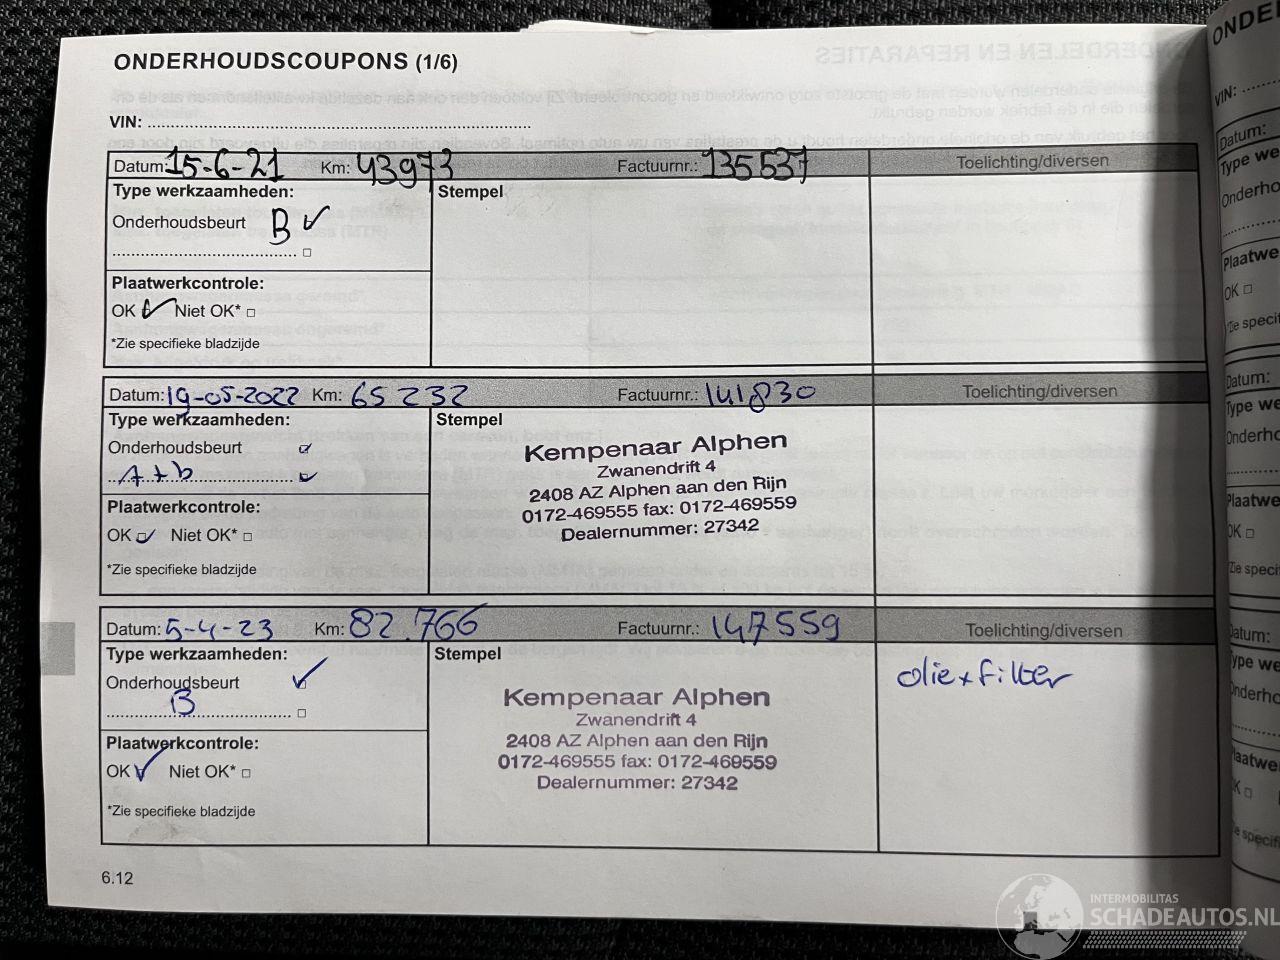 ONDERHOUDSCOUPONS (1/6)
VIN:
Datum: 15-6-21 Km: 43973 Factuurnr.: 135537 Toelichting/diversen
Type werkzaamheden: Stempel
Onderhoudsbeurt B
Plaatwerkcontrole:
OK Niet OK*
*Zie specifieke bladzijde
Datum: 19-05-2022 Km: 65232 Factuurnr.: 141830 Toelichting/diversen
Type werkzaamheden: Stempel
Onderhoudsbeurt
A+b
Plaatwerkcontrole:
OK Niet OK*
*Zie specifieke bladzijde
Kempenaar Alphen
Zwanendrift 4
2408 AZ Alphen aan den Rijn
0172-469555 fax: 0172-469559
Dealernummer: 27342
Datum: 5-4-23 Km: 82.766 Factuurnr.: 147559 Toelichting/diversen
Type werkzaamheden: Stempel
Onderhoudsbeurt
B
Plaatwerkcontrole:
OK Niet OK*
*Zie specifieke bladzijde
Kempenaar Alphen
Zwanendrift 4
2408 AZ Alphen aan den Rijn
0172-469555 fax: 0172-469559
Dealernummer: 27342
olie+filter
6.12
INTERMOBILITAS
SCHADEAUTOS.NL